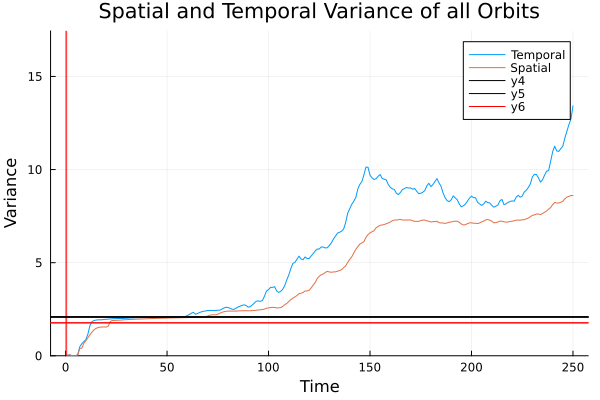 Spatial and Temporal Variance of all Orbits
Variance
15
10
5
0
Temporal
Spatial
y4
y5
y6
0 50 100 150 200 250
Time